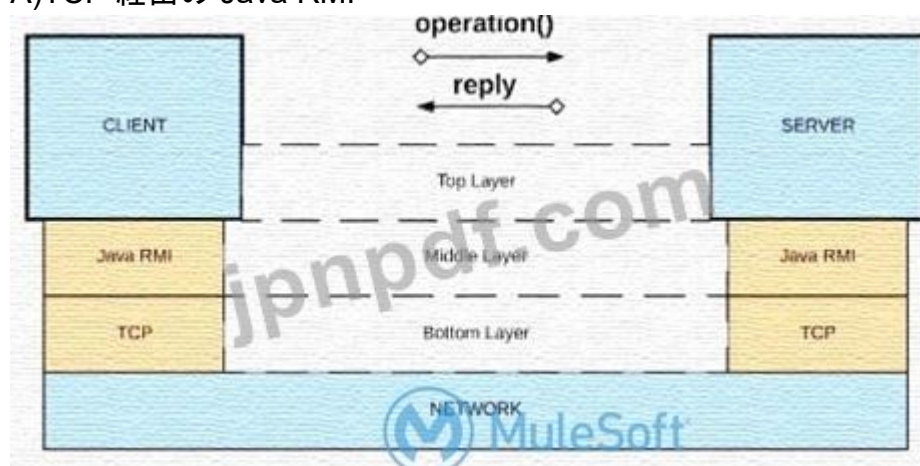 A)TCP 経由の Java RMI
operation()
reply
CLIENT
SERVER
Top Layer
Java RMI
Middle Layer
Java RMI
TCP
Bottom Layer
TCP
NETWORK
MuleSoft
jpnpdf.com